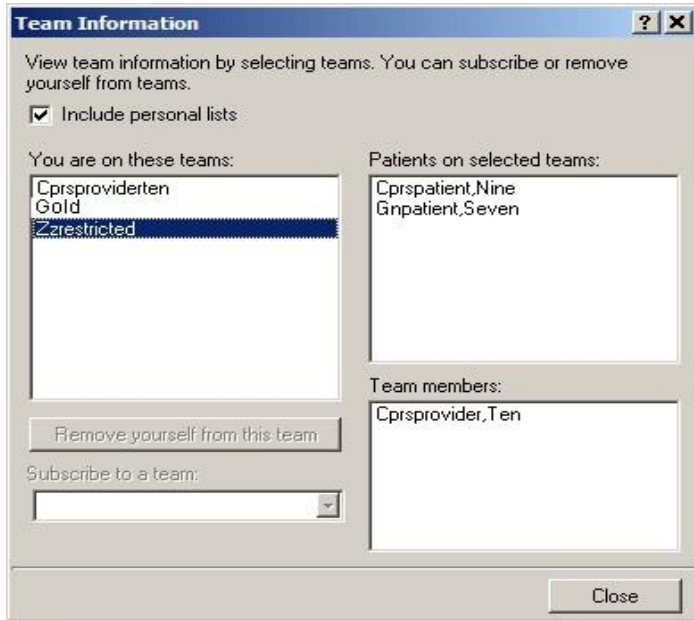 Team Information
View team information by selecting teams. You can subscribe or remove
yourself from teams.
Include personal lists
You are on these teams:
Cprsproviderten
Gold
Zzrestricted
Remove yourself from this team
Subscribe to a team:
Patients on selected teams:
Cprspatient,Nine
Gnpatient,Seven
Team members:
Cprsprovider,Ten
Close